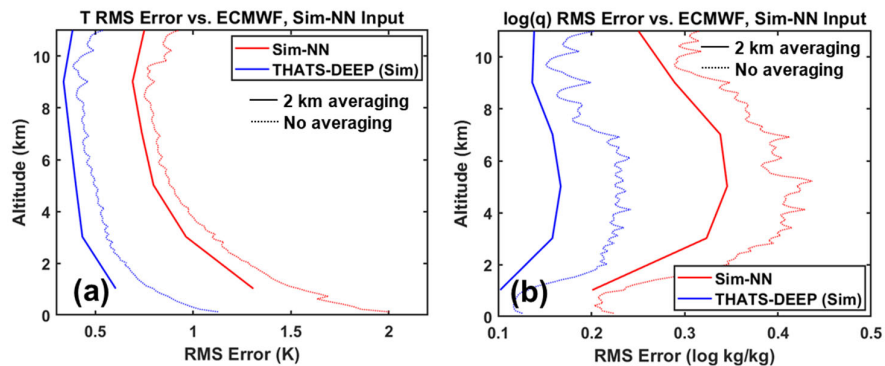 T RMS Error vs. ECMWF, Sim-NN Input
Sim-NN
THATS-DEEP (Sim)
2 km averaging
No averaging
10
8
6
4
2
0
Altitude (km)
(a)
0.5
1
1.5
2
RMS Error (K)
log(q) RMS Error vs. ECMWF, Sim-NN Input
2 km averaging
No averaging
10
8
6
4
2
0
Altitude (km)
Sim-NN
THATS-DEEP (Sim)
(b)
0.1
0.2
0.3
0.4
0.5
RMS Error (log kg/kg)